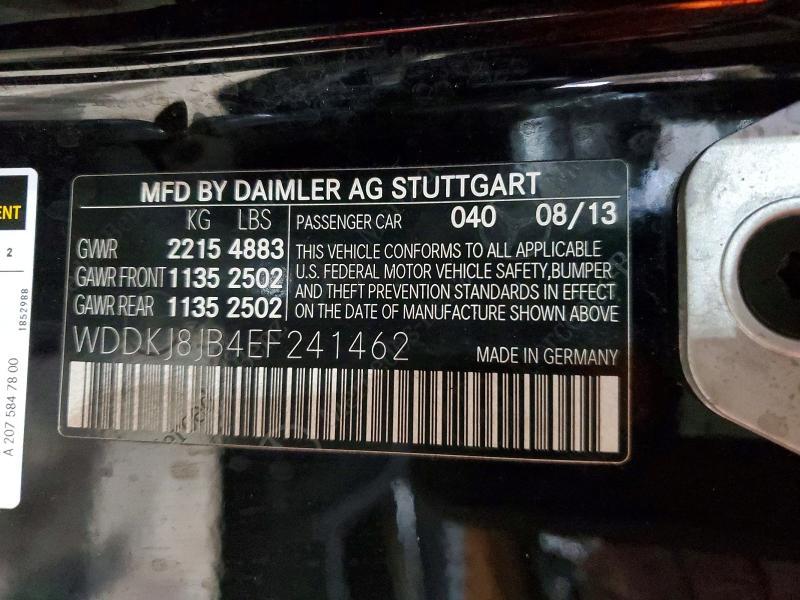 MFD BY DAIMLER AG STUTTGART
KG LBS
GVWR 2215 4883
GAWR FRONT 1135 2502
GAWR REAR 1135 2502
PASSENGER CAR 040 08/13
THIS VEHICLE CONFORMS TO ALL APPLICABLE
U.S. FEDERAL MOTOR VEHICLE SAFETY,BUMPER
AND THEFT PREVENTION STANDARDS IN EFFECT
ON THE DATE OF MANUFACTURE SHOWN ABOVE
WDDKJ8JB4EF241462
MADE IN GERMANY
2
1852988
A 207 584 78 00